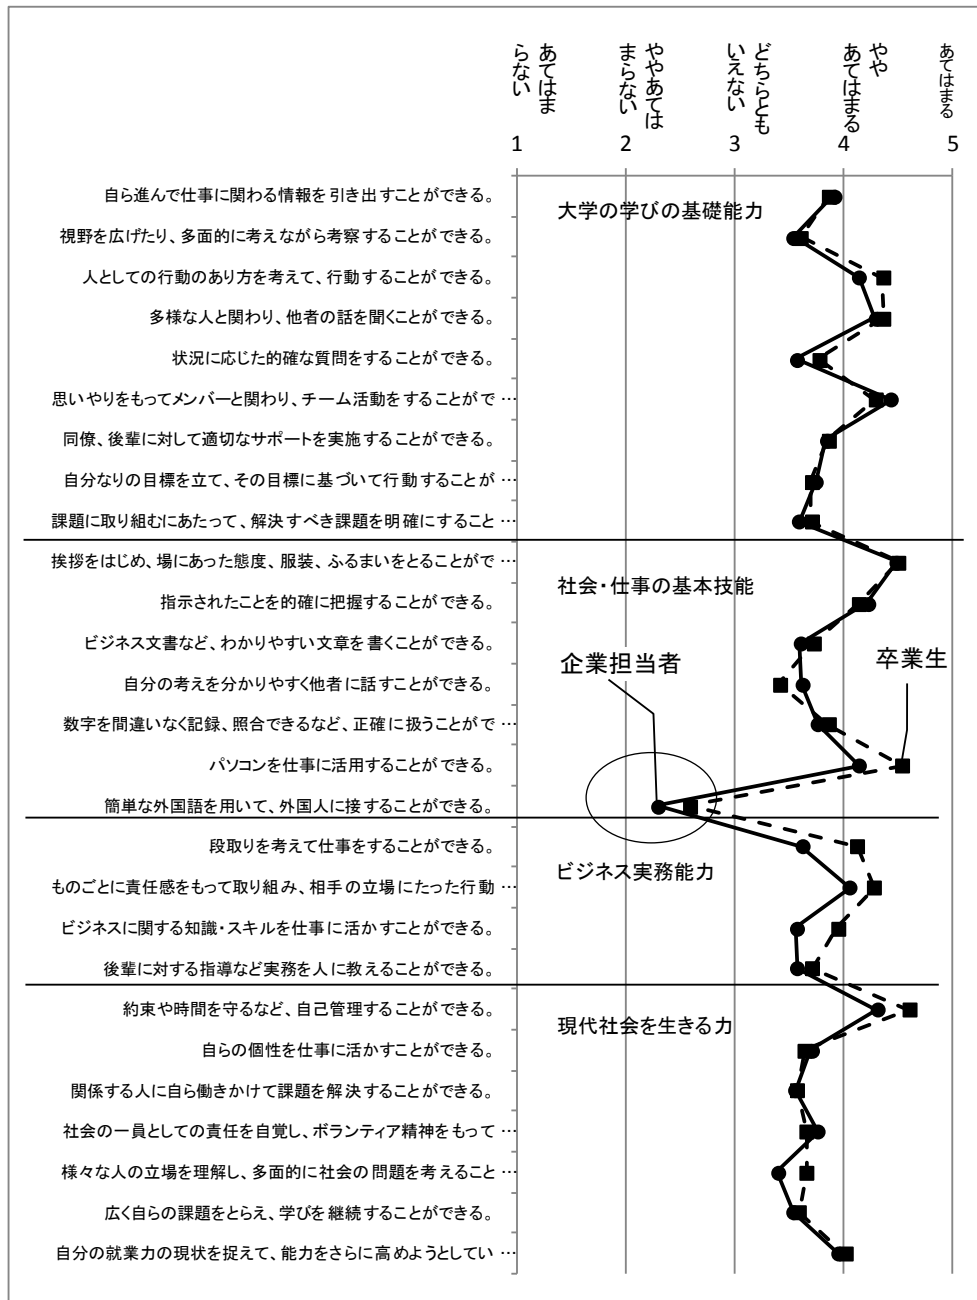 あてはま
らない
ややあては
まらない
どちらとも
いえない
やや
あてはまる
あてはまる
1 2 3 4 5
自ら進んで仕事に関わる情報を引き出すことができる。
大学の学びの基礎能力
視野を広げたり、多面的に考えながら考察することができる。
人としての行動のあり方を考えて、行動することができる。
多様な人と関わり、他者の話を聞くことができる。
状況に応じた的確な質問をすることができる。
思いやりをもってメンバーと関わり、チーム活動をすることがで…
同僚、後輩に対して適切なサポートを実施することができる。
自分なりの目標を立て、その目標に基づいて行動することが…
課題に取り組むにあたって、解決すべき課題を明確にすること…
挨拶をはじめ、場にあった態度、服装、ふるまいをとることがで…
社会・仕事の基本技能
指示されたことを的確に把握することができる。
ビジネス文書など、わかりやすい文章を書くことができる。
企業担当者
卒業生
自分の考えを分かりやすく他者に話すことができる。
数字を間違いなく記録、照合できるなど、正確に扱うことがで…
パソコンを仕事に活用することができる。
簡単な外国語を用いて、外国人に接することができる。
段取りを考えて仕事をすることができる。
ビジネス実務能力
ものごとに責任感をもって取り組み、相手の立場にたった行動…
ビジネスに関する知識・スキルを仕事に活かすことができる。
後輩に対する指導など実務を人に教えることができる。
約束や時間を守るなど、自己管理することができる。
現代社会を生きる力
自らの個性を仕事に活かすことができる。
関係する人に自ら働きかけて課題を解決することができる。
社会の一員としての責任を自覚し、ボランティア精神をもって…
様々な人の立場を理解し、多面的に社会の問題を考えること…
広く自らの課題をとらえ、学びを継続することができる。
自分の就業力の現状を捉えて、能力をさらに高めようとしてい…